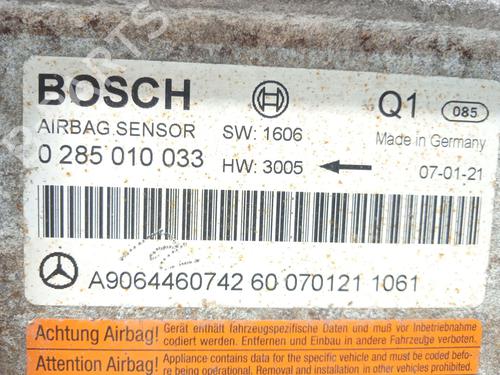 BOSCH
Q1 085
AIRBAG SENSOR SW: 1606 Made in Germany
0 285 010 033 HW: 3005 07-01-21
A9064460742 60 070121 1061
Achtung Airbag! Gerät enthält fahrzeugspezifische Daten und muß vor Inbetriebnahme
codiert werden. Entfernen und Einbau in andere Fahrzeuge verboten.
Attention Airbag! Appliance contains data for the specific vehicle and must be coded befo-
re being operational. Removal and installation in other vehicles prohibited.